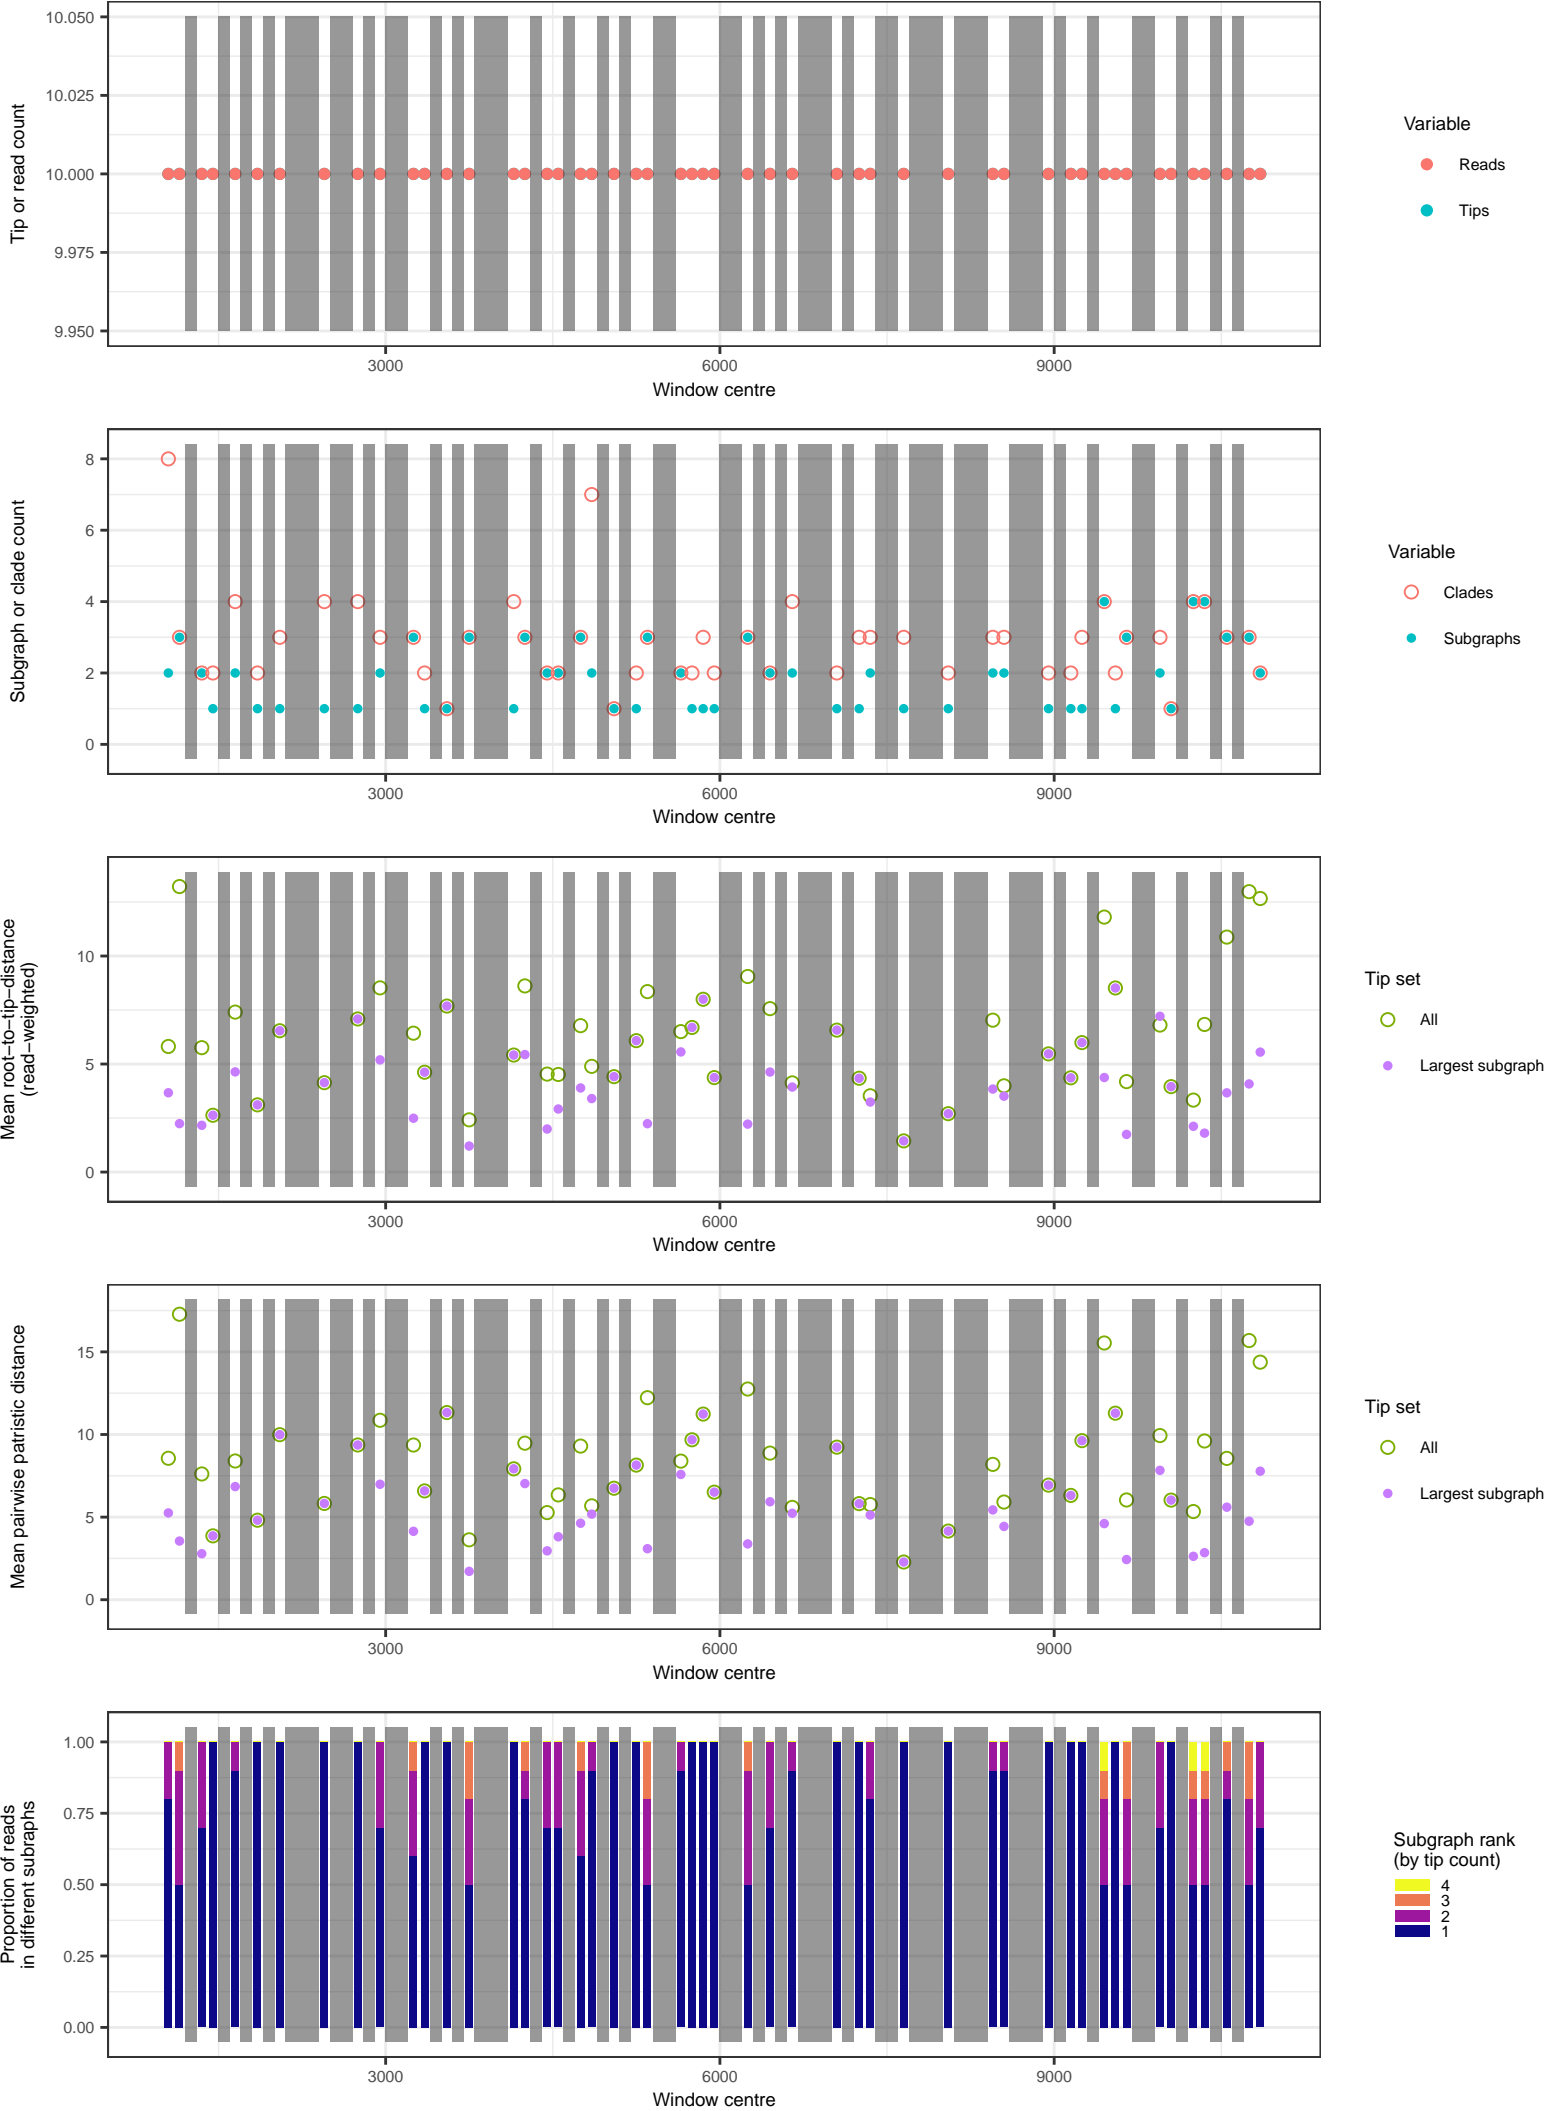 10.050
10.025
10.000
9.975
9.950
Tip or read count
3000
6000
9000
Window centre
Variable
Reads
Tips
8
6
4
2
0
Subgraph or clade count
3000
6000
9000
Window centre
Variable
Clades
Subgraphs
10
5
0
Mean root−to−tip−distance
(read−weighted)
3000
6000
9000
Window centre
Tip set
All
Largest subgraph
15
10
5
0
Mean pairwise patristic distance
3000
6000
9000
Window centre
Tip set
All
Largest subgraph
1.00
0.75
0.50
0.25
0.00
Proportion of reads
in different subraphs
3000
6000
9000
Window centre
Subgraph rank
(by tip count)
4
3
2
1